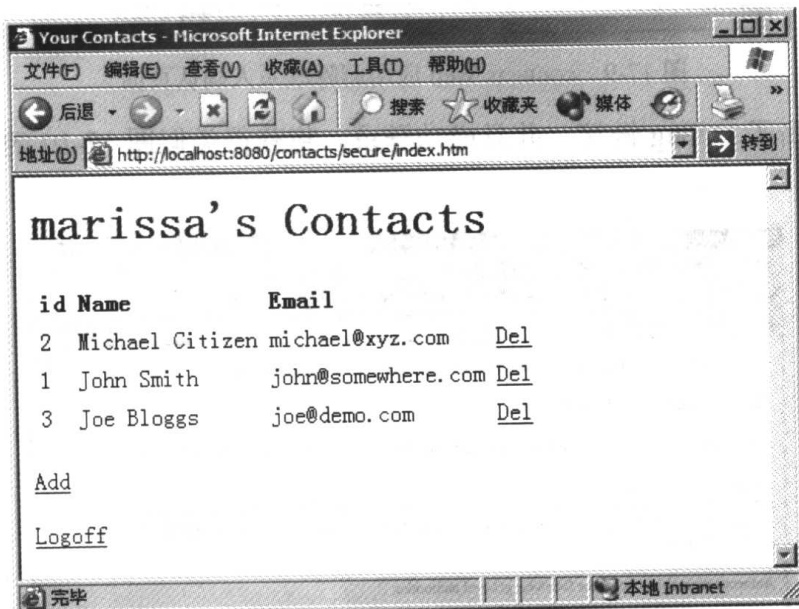 Your Contacts - Microsoft Internet Explorer
文件(F) 编辑(E) 查看(V) 收藏(A) 工具(T) 帮助(H)
后退 搜索 收藏夹 媒体 »
地址(D) http://localhost:8080/contacts/secure/index.htm 转到
marissa's Contacts
id Name Email
2 Michael Citizen michael@xyz.com Del
1 John Smith john@somewhere.com Del
3 Joe Bloggs joe@demo.com Del
Add
Logoff
完毕 本地 Intranet